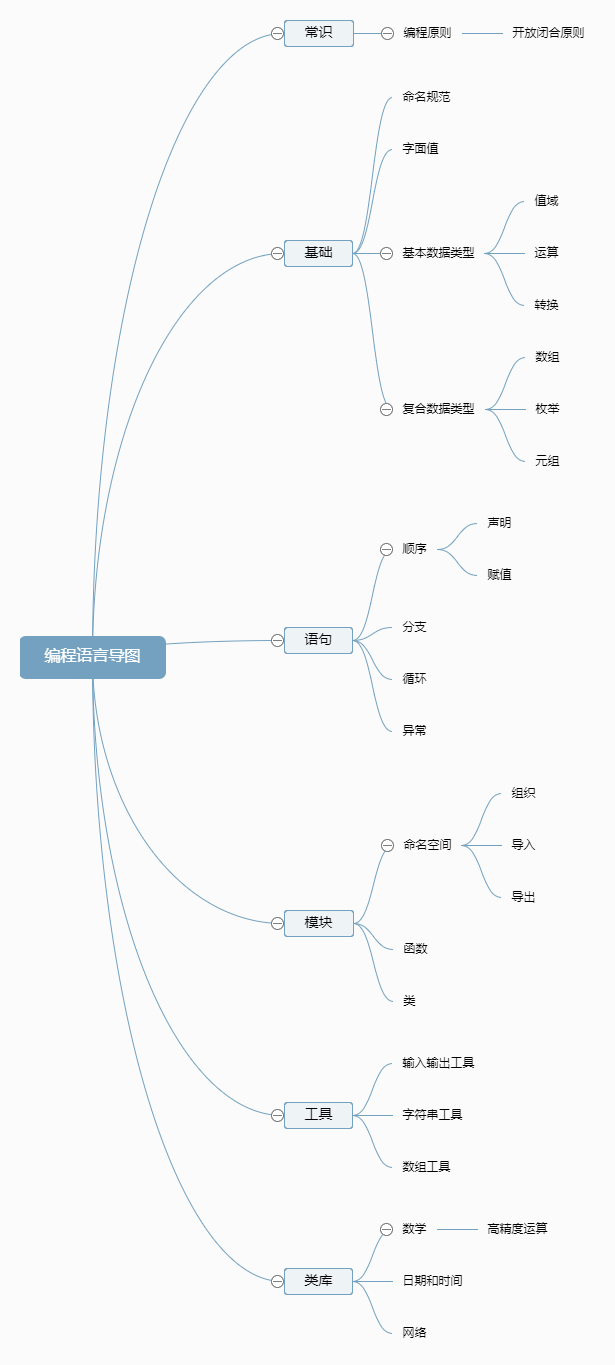 常识
编程原则
开放闭合原则
基础
命名规范
字面值
基本数据类型
值域
运算
转换
复合数据类型
数组
枚举
元组
编程语言导图
语句
顺序
声明
赋值
分支
循环
异常
模块
命名空间
组织
导入
导出
函数
类
工具
输入输出工具
字符串工具
数组工具
类库
数学
高精度运算
日期和时间
网络